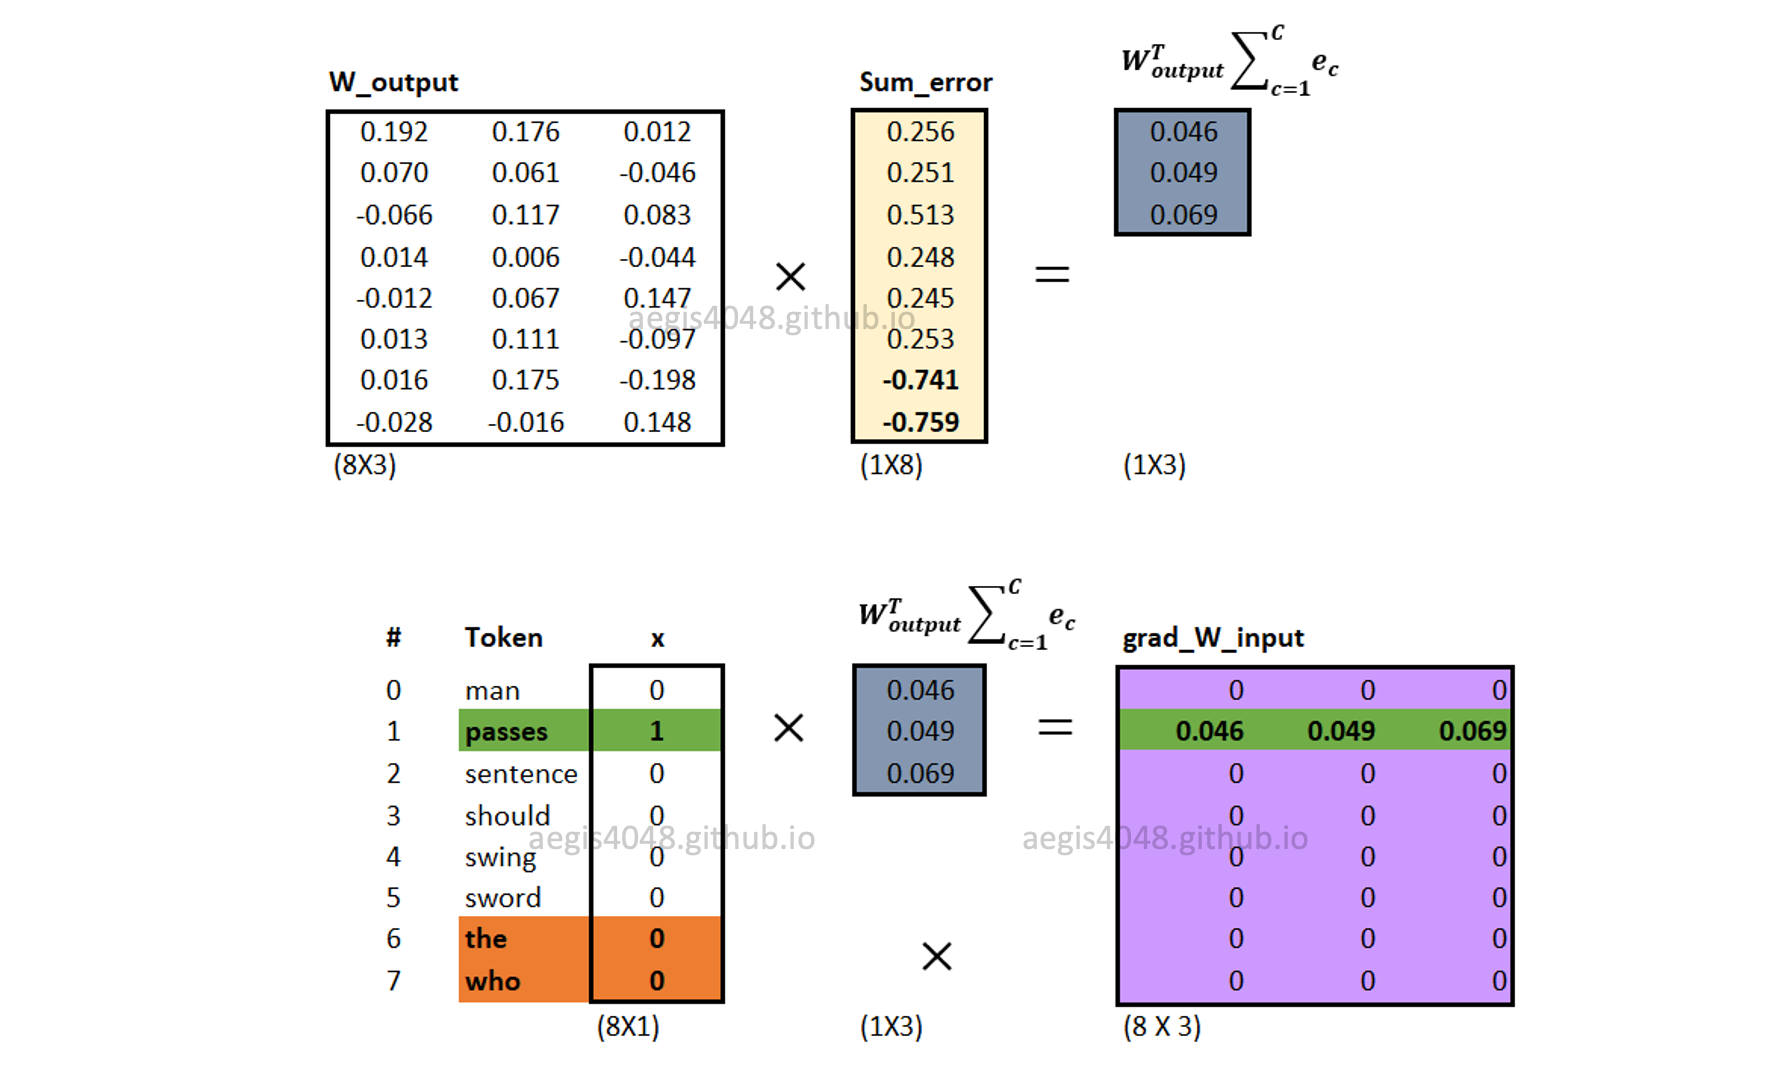 W_output
Sum_error
W^T_output ∑^C_c=1 e_c
0.192 0.176 0.012
0.070 0.061 -0.046
-0.066 0.117 0.083
0.014 0.006 -0.044
-0.012 0.067 0.147
0.013 0.111 -0.097
0.016 0.175 -0.198
-0.028 -0.016 0.148
(8X3)
×
0.256
0.251
0.513
0.248
0.245
0.253
-0.741
-0.759
(1X8)
=
0.046
0.049
0.069
(1X3)
aegis4048.github.io
# Token x
0 man 0
1 passes 1
2 sentence 0
3 should 0
4 swing 0
5 sword 0
6 the 0
7 who 0
(8X1)
×
W^T_output ∑^C_c=1 e_c
0.046
0.049
0.069
×
(1X3)
=
grad_W_input
0 0 0
0.046 0.049 0.069
0 0 0
0 0 0
0 0 0
0 0 0
0 0 0
0 0 0
(8 X 3)
aegis4048.github.io
aegis4048.github.io